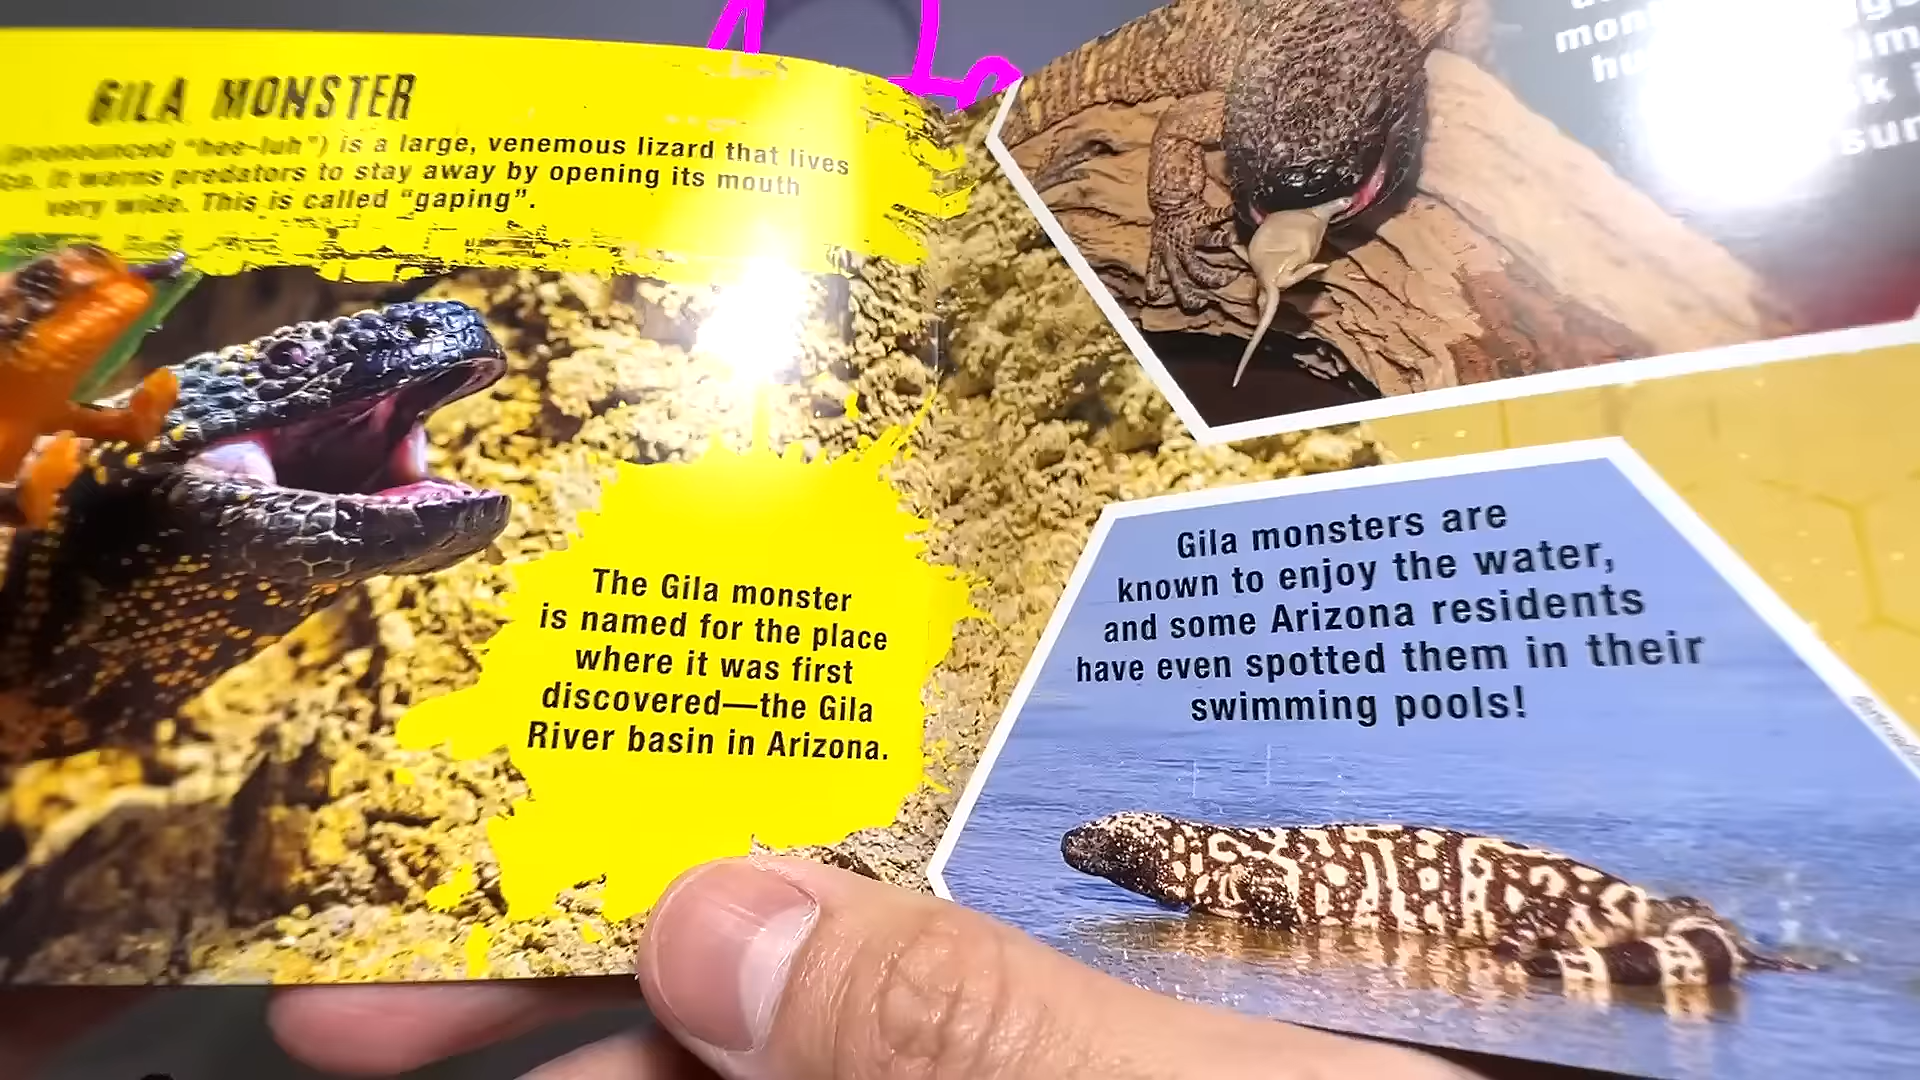 GILA MONSTER
(pronounced "hee-luh") is a large, venemous lizard that lives
It warns predators to stay away by opening its mouth
very wide. This is called "gaping".
The Gila monster
is named for the place
where it was first
discovered—the Gila
River basin in Arizona.
Gila monsters are
known to enjoy the water,
and some Arizona residents
have even spotted them in their
swimming pools!